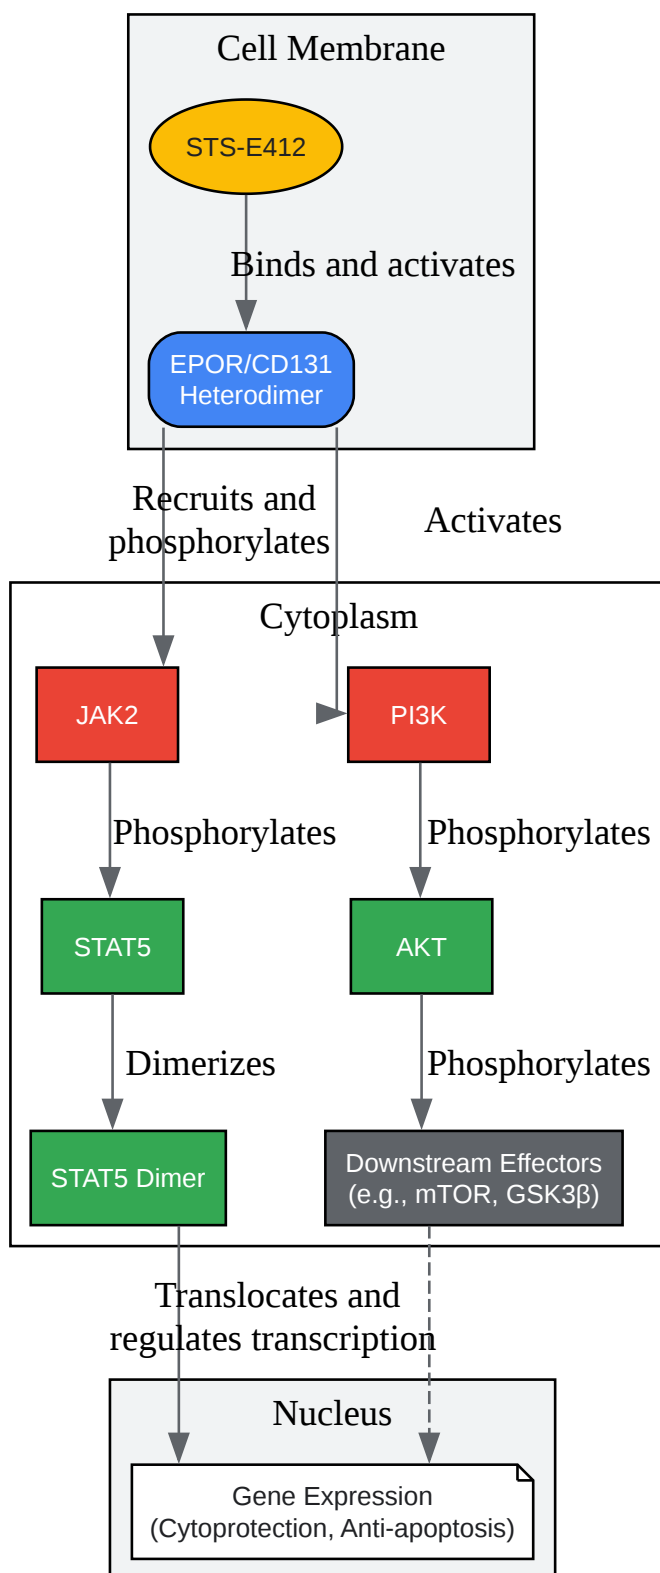 Cell Membrane
STS-E412
Binds and activates
EPOR/CD131
Heterodimer
Recruits and
phosphorylates
Activates
Cytoplasm
JAK2
PI3K
Phosphorylates
Phosphorylates
STAT5
AKT
Dimerizes
Phosphorylates
STAT5 Dimer
Downstream Effectors
(e.g., mTOR, GSK3β)
Translocates and
regulates transcription
Nucleus
Gene Expression
(Cytoprotection, Anti-apoptosis)